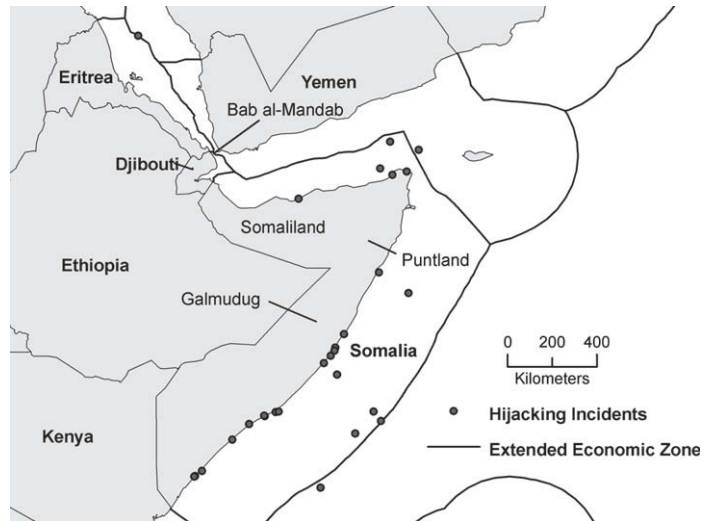 Eritrea
Yemen
Bab al-Mandab
Djibouti
Somaliland
Ethiopia
Puntland
Galmudug
Somalia
0 200 400
Kilometers
Kenya
Hijacking Incidents
Extended Economic Zone